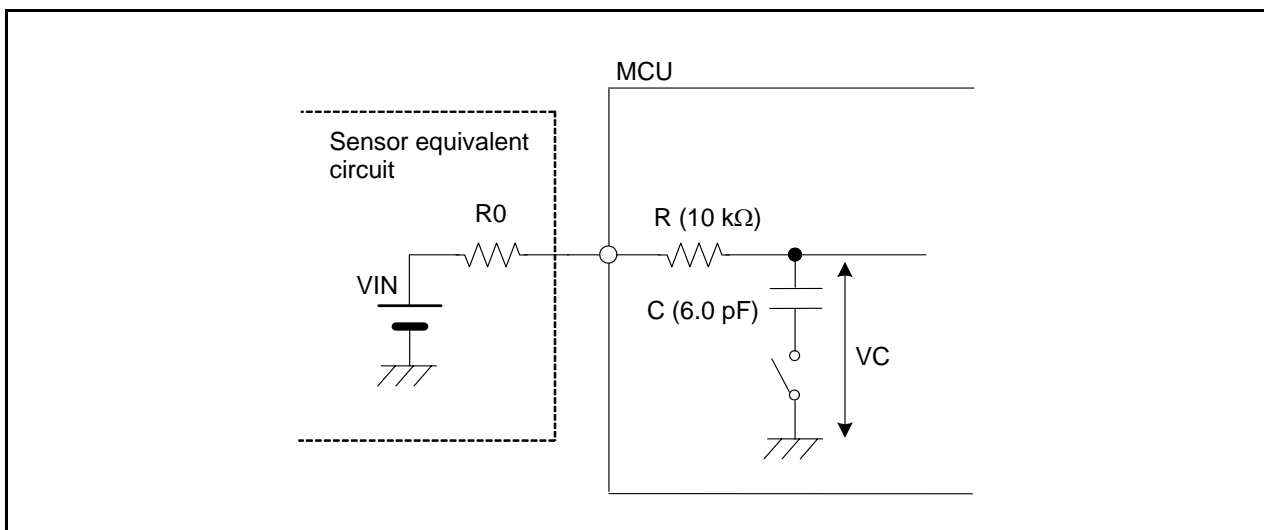 MCU
Sensor equivalent
circuit
R0
R (10 kΩ)
VIN
C (6.0 pF)
VC